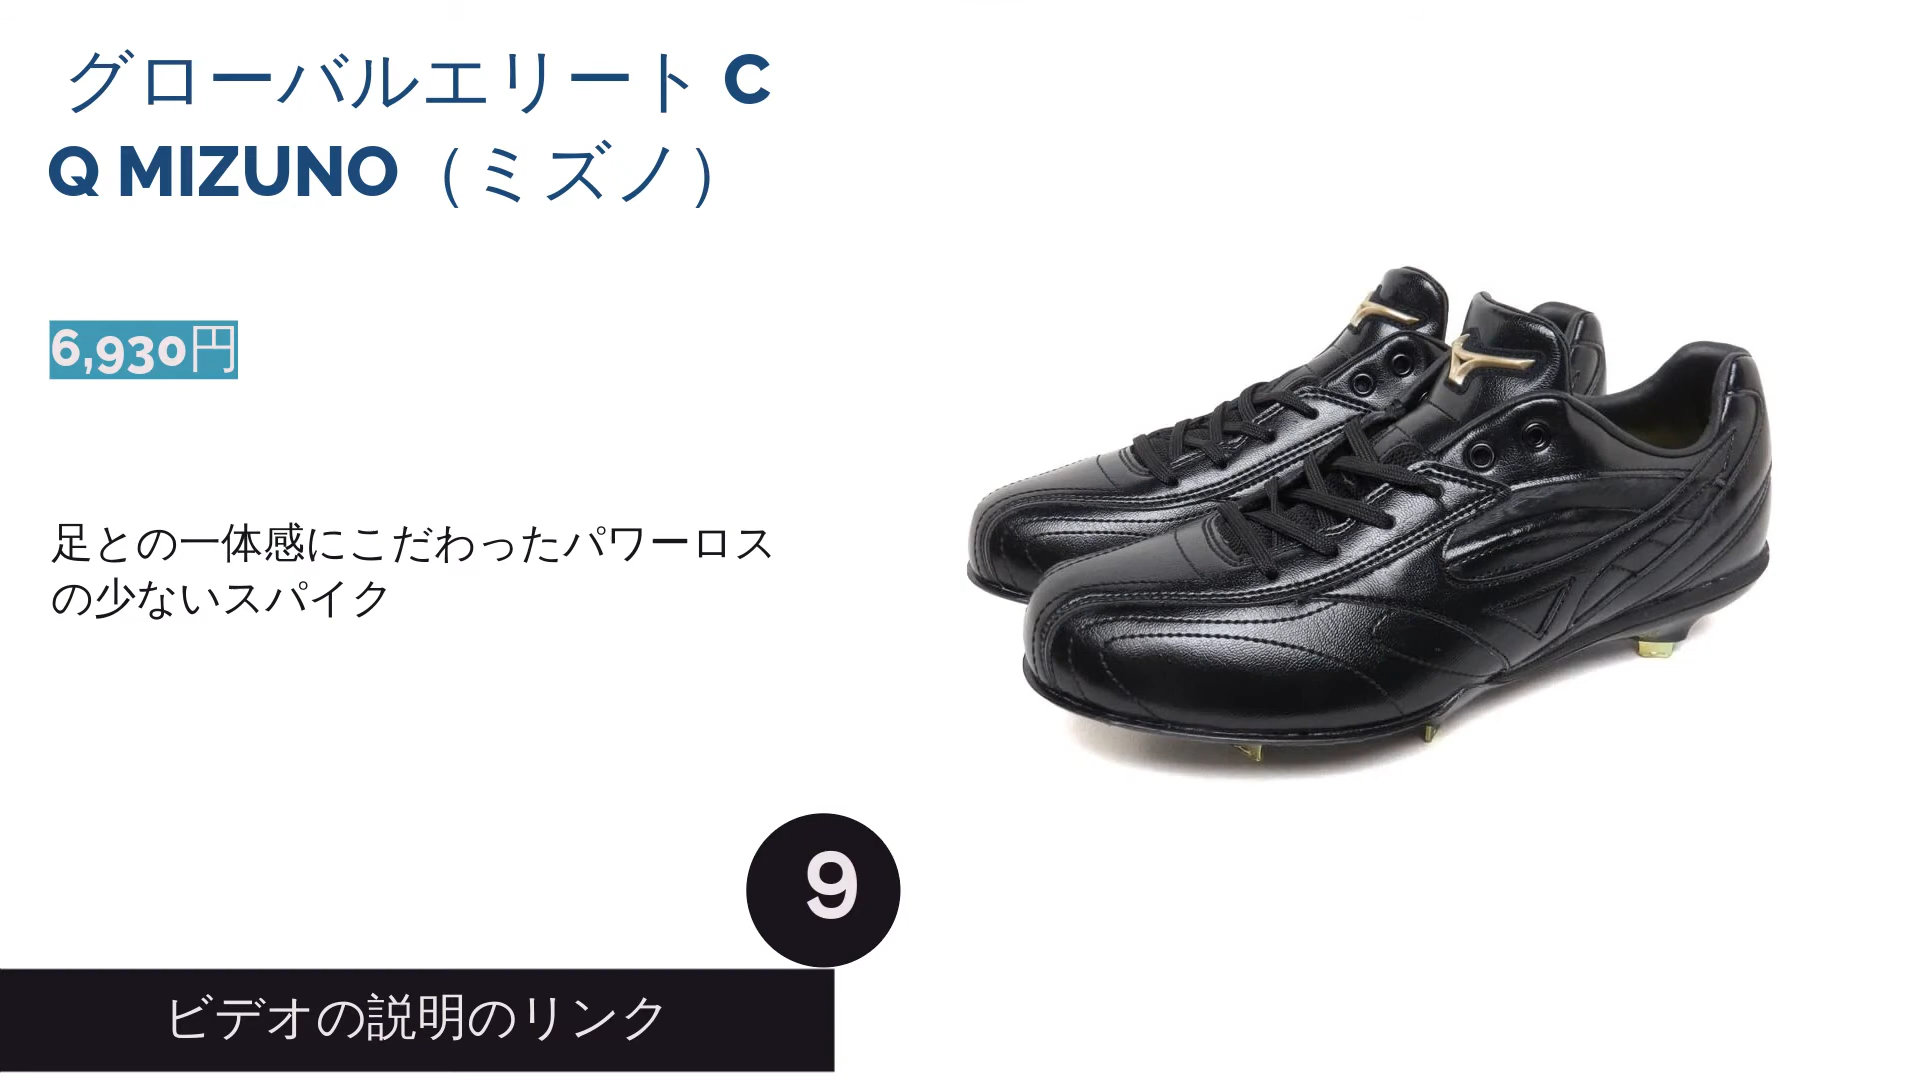 グローバルエリート C
Q MIZUNO（ミズノ）
6,930円
足との一体感にこだわったパワーロス
の少ないスパイク
9
ビデオの説明のリンク